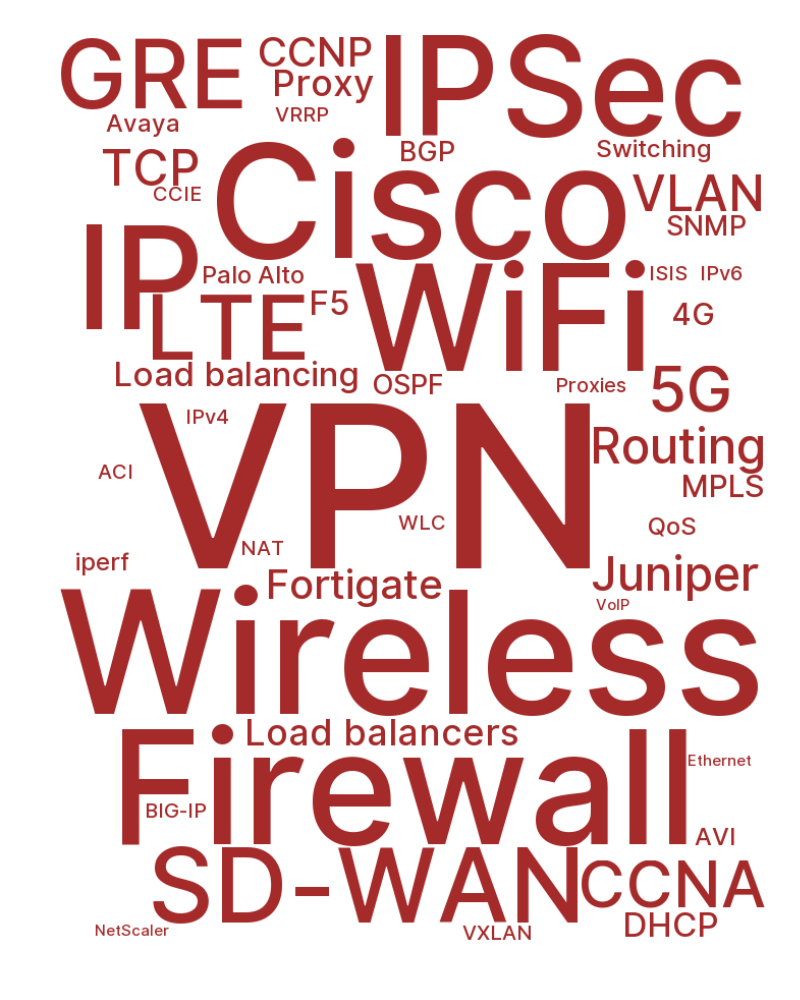 GRE
CCNP
IPSec
Proxy
VRRP
Avaya
BGP
Switching
TCP
Cisco
CCIE
VLAN
SNMP
IP
Palo Alto
WiFi
ISIS
IPv6
LTE
F5
4G
Load balancing
OSPF
Proxies
5G
VPN
IPv4
Routing
ACI
MPLS
WLC
QoS
NAT
iperf
Fortigate
Juniper
VoIP
Wireless
Load balancers
Firewall
Ethernet
BIG-IP
AVI
SD-WAN
CCNA
DHCP
NetScaler
VXLAN